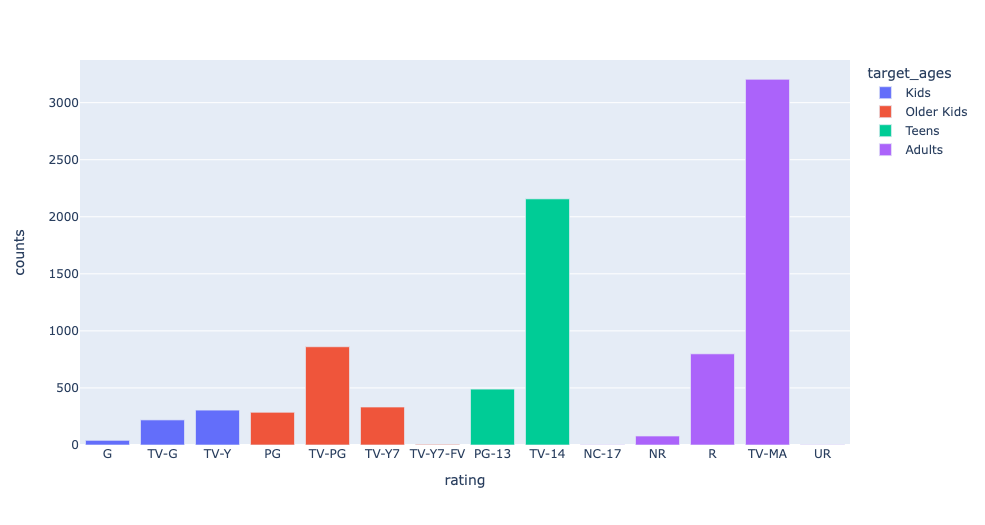 target_ages
Kids
Older Kids
Teens
Adults
counts
3000
2500
2000
1500
1000
500
0
G TV-G TV-Y PG TV-PG TV-Y7 TV-Y7-FV PG-13 TV-14 NC-17 NR R TV-MA UR
rating